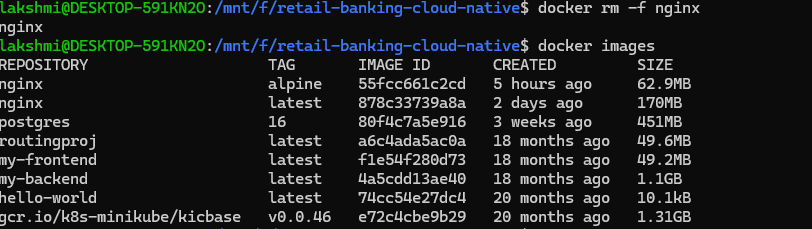 lakshmi@DESKTOP-591KN2O:/mnt/f/retail-banking-cloud-native$ docker rm -f nginx
nginx
lakshmi@DESKTOP-591KN2O:/mnt/f/retail-banking-cloud-native$ docker images
REPOSITORY TAG IMAGE ID CREATED SIZE
nginx alpine 55fcc661c2cd 5 hours ago 62.9MB
nginx latest 878c33739a8a 2 days ago 170MB
postgres 16 80f4c7a5e916 3 weeks ago 451MB
routingproj latest a6c4ada5ac0a 18 months ago 49.6MB
my-frontend latest f1e54f280d73 18 months ago 49.2MB
my-backend latest 4a5cdd13ae40 18 months ago 1.1GB
hello-world latest 74cc54e27dc4 20 months ago 10.1kB
gcr.io/k8s-minikube/kicbase v0.0.46 e72c4cbe9b29 20 months ago 1.31GB